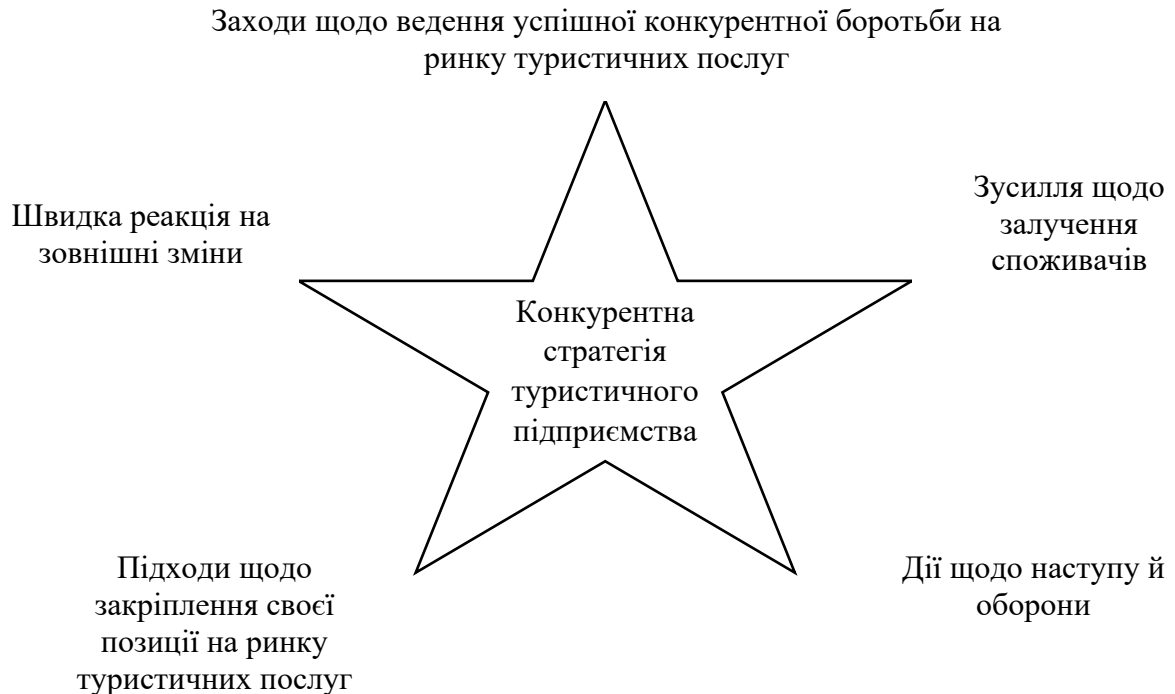 Заходи щодо ведення успішної конкурентної боротьби на
ринку туристичних послуг
Швидка реакція на
зовнішні зміни
Зусилля щодо
залучення
споживачів
Конкурентна
стратегія
туристичного
підприємства
Підходи щодо
закріплення своєї
позиції на ринку
туристичних послуг
Дії щодо наступу й
оборони